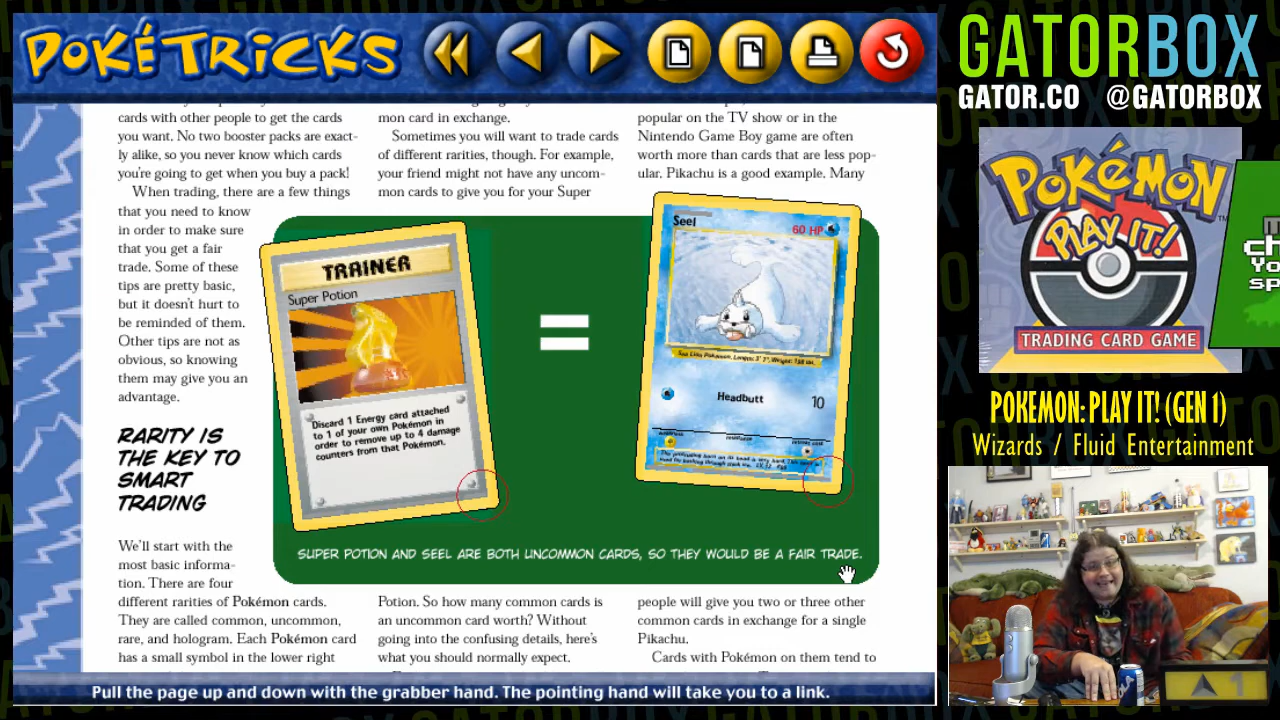 POKÉTRICKS
cards with other people to get the cards
you want. No two booster packs are exact-
ly alike, so you never know which cards
you're going to get when you buy a pack!
When trading, there are a few things
that you need to know
in order to make sure
that you get a fair
trade. Some of these
tips are pretty basic,
but it doesn't hurt to
be reminded of them.
Other tips are not as
obvious, so knowing
them may give you an
advantage.
RARITY IS
THE KEY TO
SMART
TRADING
We'll start with the
most basic informa-
tion. There are four
different rarities of Pokémon cards.
They are called common, uncommon,
rare, and hologram. Each Pokémon card
has a small symbol in the lower right
mon card in exchange.
Sometimes you will want to trade cards
of different rarities, though. For example,
your friend might not have any uncom-
mon cards to give you for your Super
Potion. So how many common cards is
an uncommon card worth? Without
going into the confusing details, here's
what you should normally expect.
popular on the TV show or in the
Nintendo Game Boy game are often
worth more than cards that are less pop-
ular. Pikachu is a good example. Many
people will give you two or three other
common cards in exchange for a single
Pikachu.
Cards with Pokémon on them tend to
TRAINER
Super Potion
Discard 1 Energy card attached
to 1 of your own Pokémon in
order to remove up to 4 damage
counters from that Pokémon.
=
Seel
60 HP
Headbutt 10
SUPER POTION AND SEEL ARE BOTH UNCOMMON CARDS, SO THEY WOULD BE A FAIR TRADE.
Pull the page up and down with the grabber hand. The pointing hand will take you to a link.
GATORBOX
GATOR.CO @GATORBOX
POKÉMON
PLAY IT!
TRADING CARD GAME
POKEMON: PLAY IT! (GEN 1)
Wizards / Fluid Entertainment
1